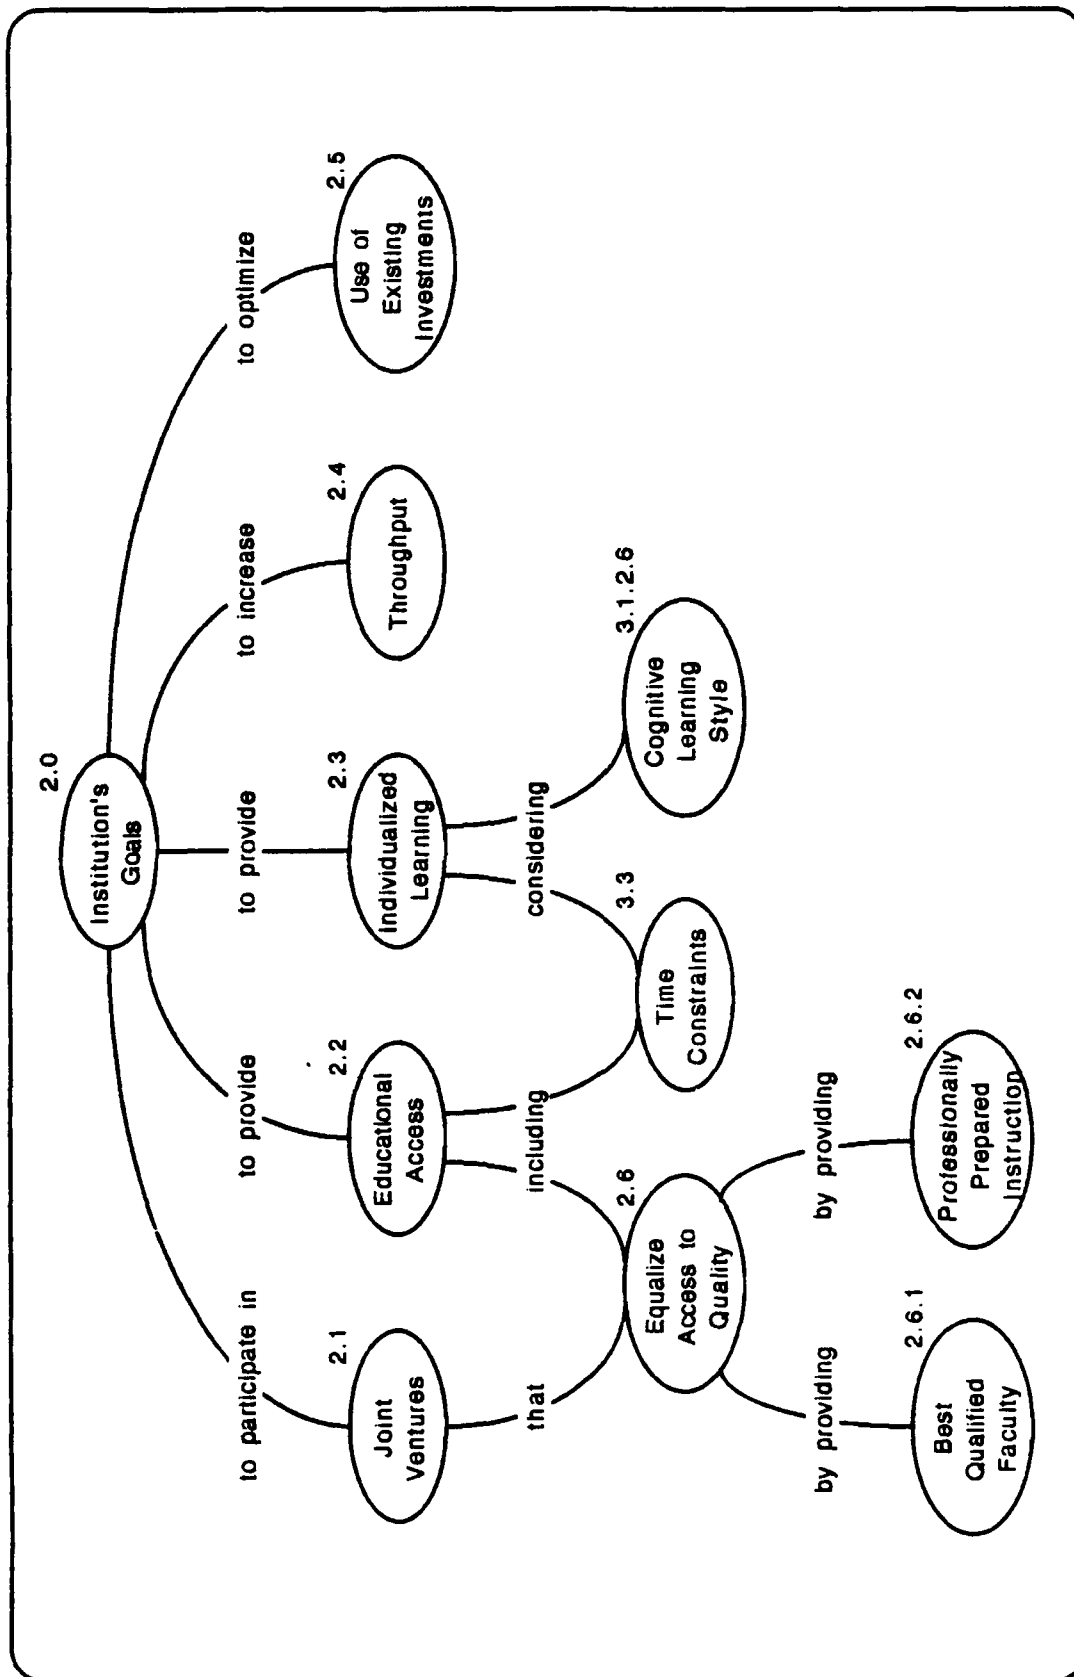 2.0
Institution's
Goals
to participate in
to provide
to provide
to increase
to optimize
2.1
Joint
Ventures
2.2
Educational
Access
2.3
Individualized
Learning
2.4
Throughput
2.5
Use of
Existing
Investments
that
including
considering
2.6
Equalize
Access to
Quality
3.3
Time
Constraints
3.1.2.6
Cognitive
Learning
Style
by providing
by providing
2.6.1
Best
Qualified
Faculty
2.6.2
Professionally
Prepared
Instruction